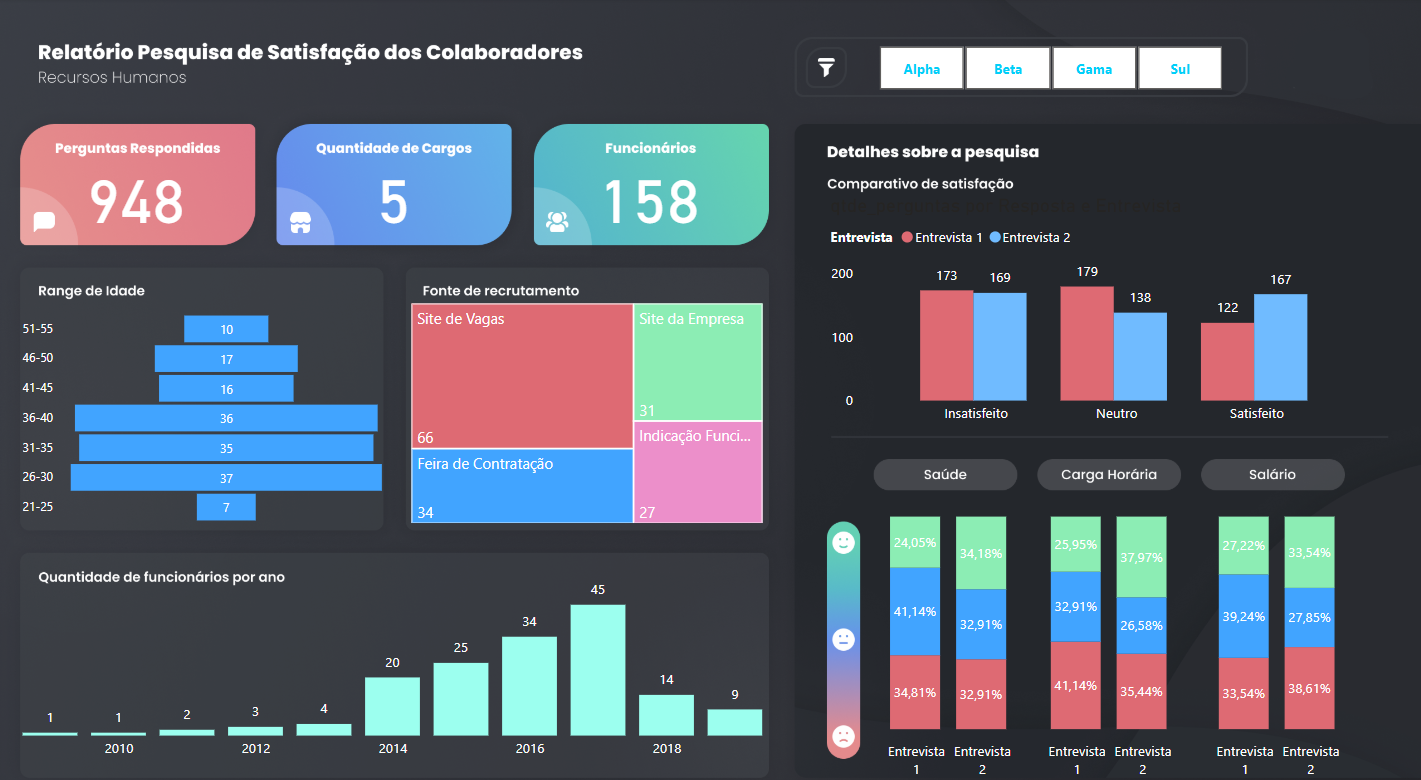 Relatório Pesquisa de Satisfação dos Colaboradores
Recursos Humanos
Alpha
Beta
Gama
Sul
Perguntas Respondidas
948
Quantidade de Cargos
5
Funcionários
158
Range de Idade
51-55
10
46-50
17
41-45
16
36-40
36
31-35
35
26-30
37
21-25
7
Fonte de recrutamento
Site de Vagas
66
Site da Empresa
31
Feira de Contratação
34
Indicação Funci...
27
Quantidade de funcionários por ano
1
1
2
3
4
20
25
34
45
14
9
2010
2012
2014
2016
2018
Detalhes sobre a pesquisa
Comparativo de satisfação
Entrevista
Entrevista 1
Entrevista 2
200
100
0
173
169
179
138
122
167
Insatisfeito
Neutro
Satisfeito
Saúde
Carga Horária
Salário
24,05%
34,18%
25,95%
37,97%
27,22%
33,54%
41,14%
32,91%
32,91%
26,58%
39,24%
27,85%
34,81%
32,91%
41,14%
35,44%
33,54%
38,61%
Entrevista
1
Entrevista
2
Entrevista
1
Entrevista
2
Entrevista
1
Entrevista
2